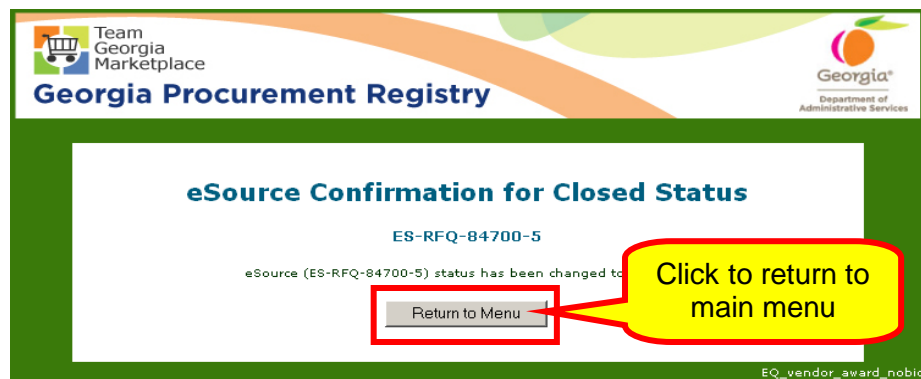 Team
Georgia
Marketplace
Georgia Procurement Registry
Georgia®
Department of
Administrative Services
eSource Confirmation for Closed Status
ES-RFQ-84700-5
eSource (ES-RFQ-84700-5) status has been changed to
Click to return to
main menu
Return to Menu
EQ_vendor_award_nobid